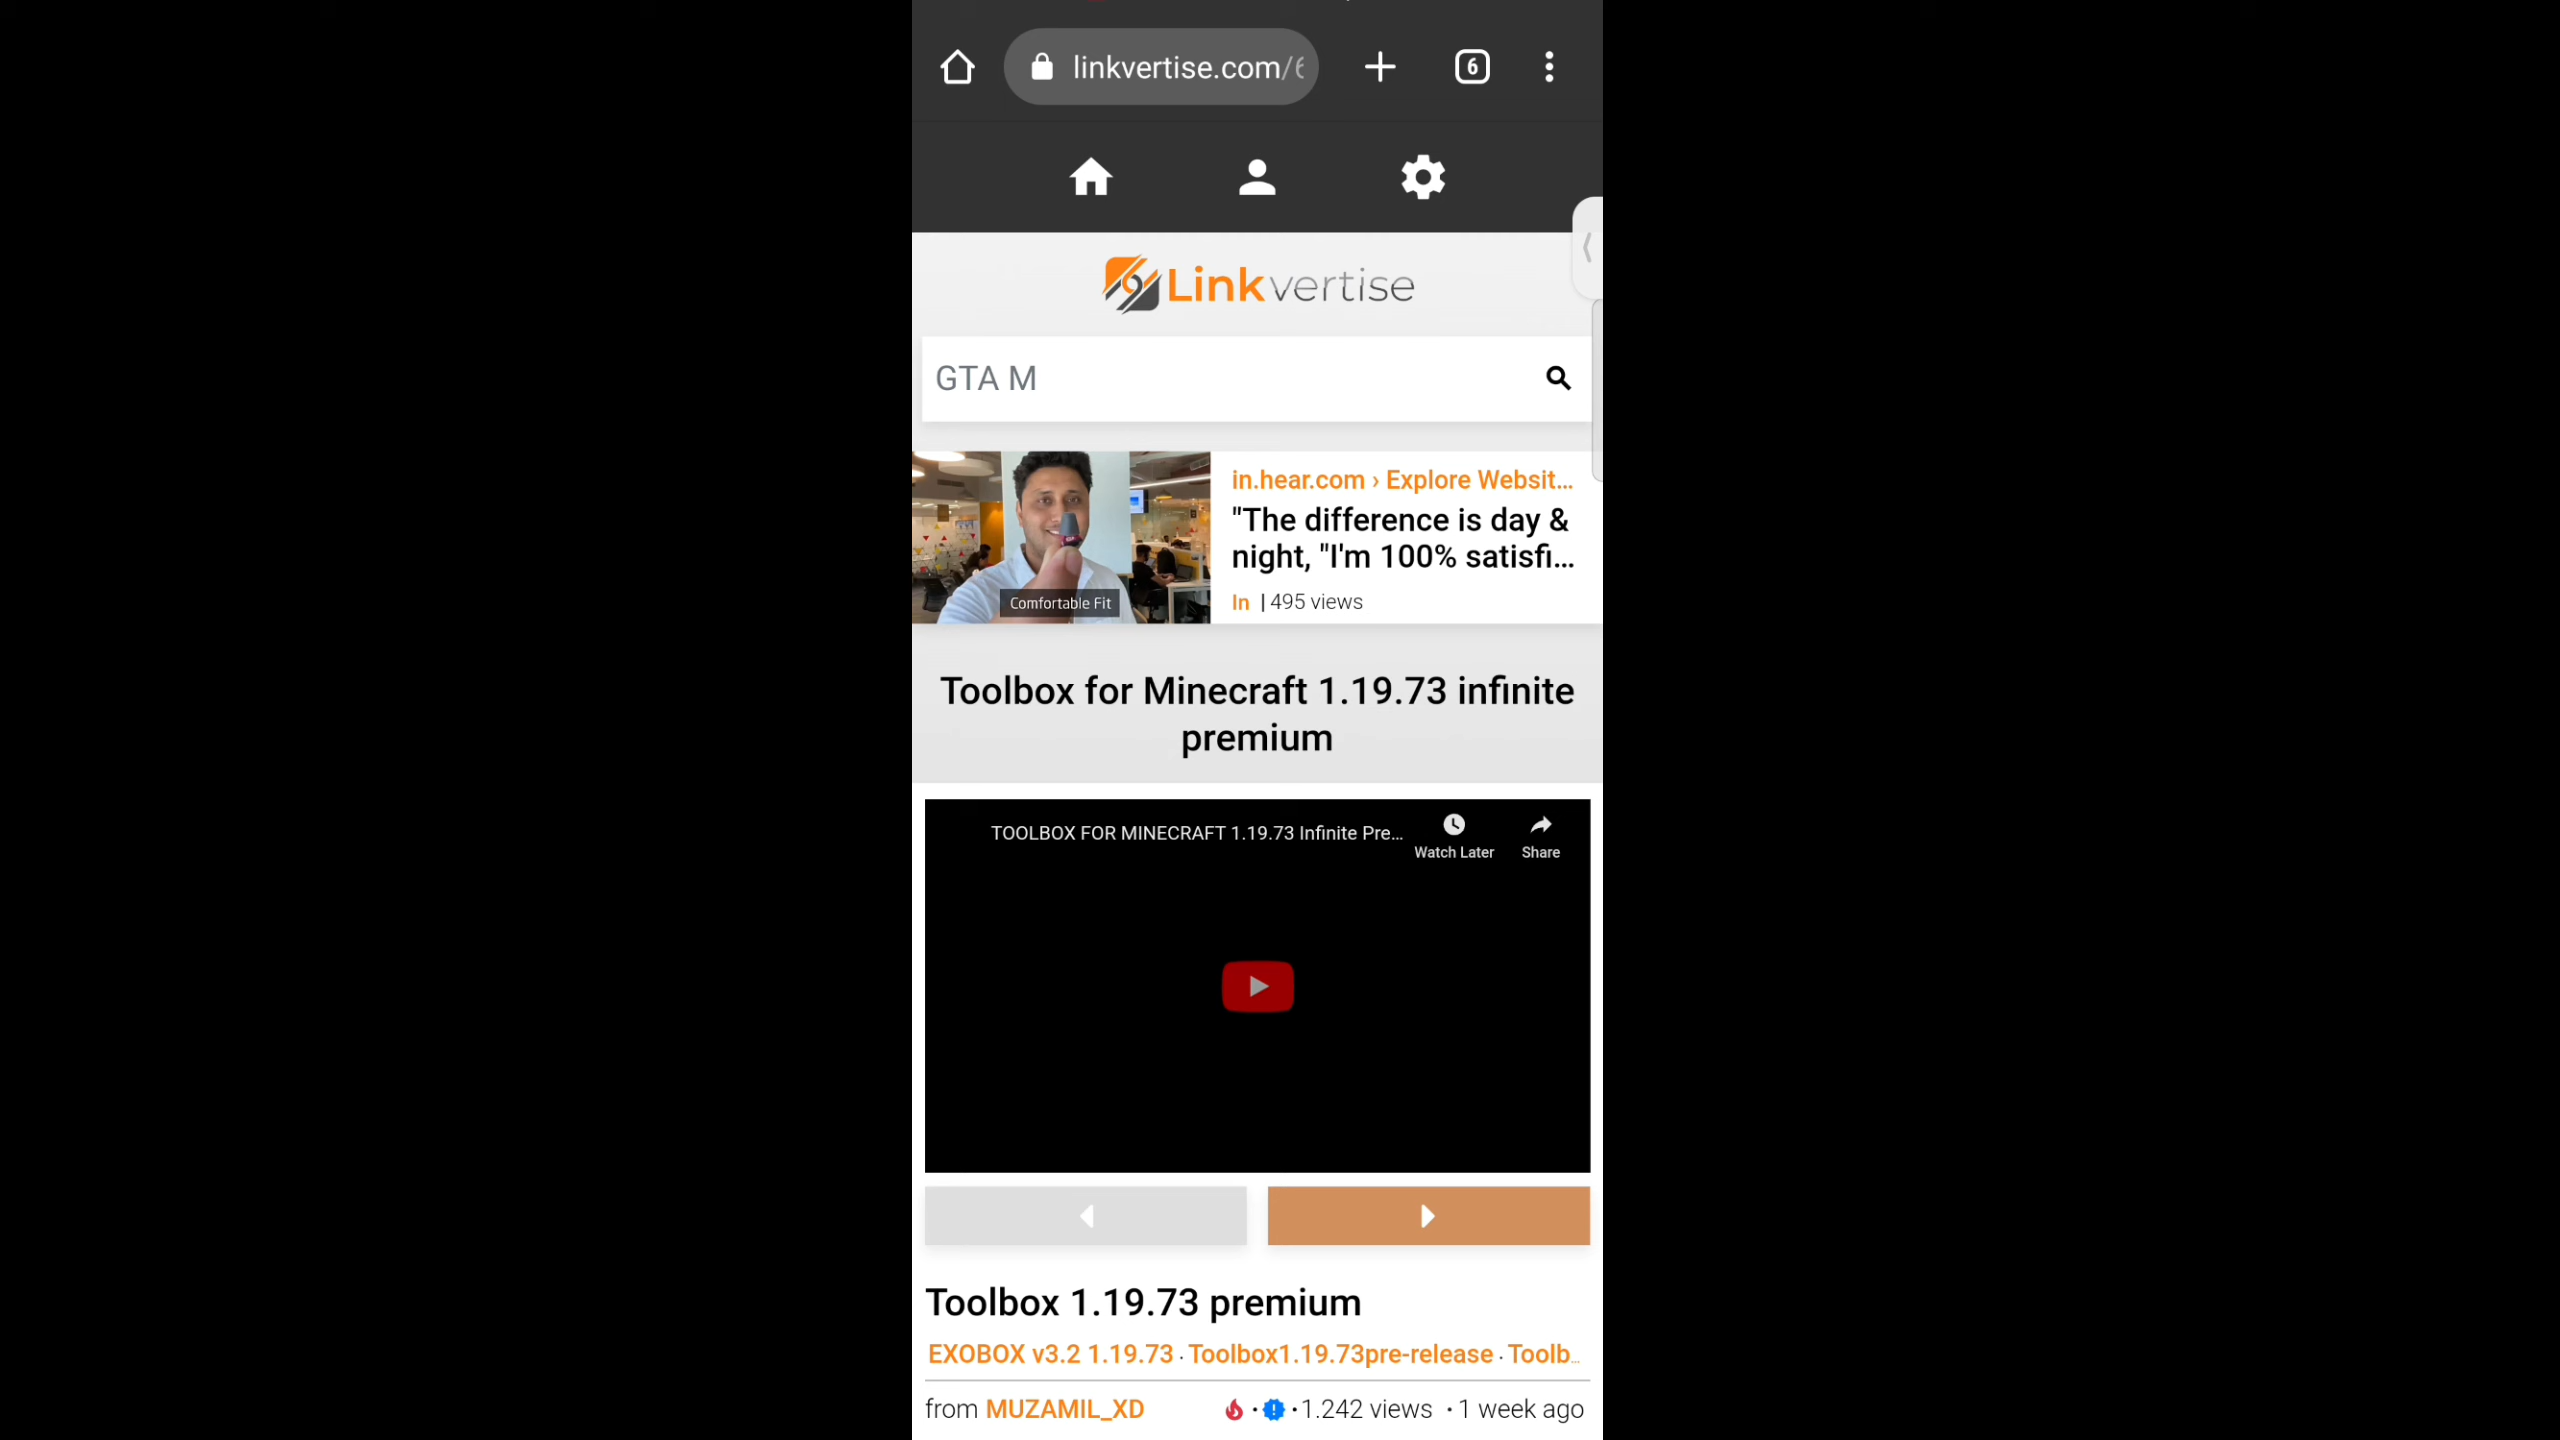 linkvertise.com/6
6
Linkvertise
GTA M
in.hear.com › Explore Websit...
"The difference is day &
night, "I'm 100% satisfi...
In | 495 views
Comfortable Fit
Toolbox for Minecraft 1.19.73 infinite
premium
TOOLBOX FOR MINECRAFT 1.19.73 Infinite Pre...
Watch Later
Share
Toolbox 1.19.73 premium
EXOBOX v3.2 1.19.73 · Toolbox1.19.73pre-release · Toolb...
from MUZAMIL_XD
1.242 views • 1 week ago